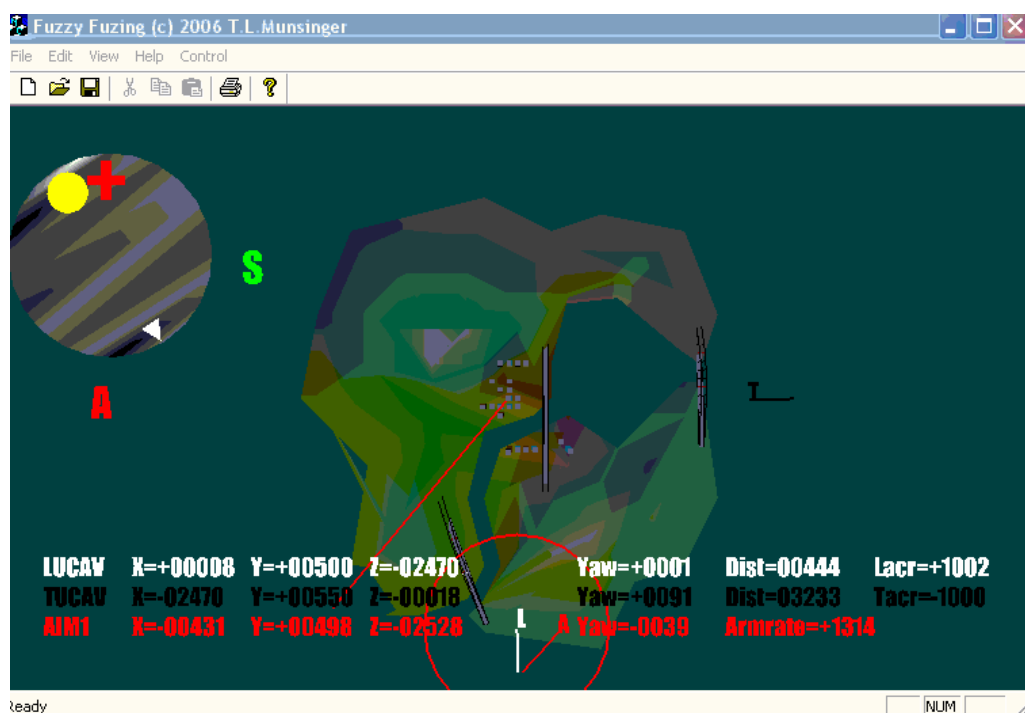 Fuzzy Fuzing (c) 2006 T.L.Munsinger
File Edit View Help Control
S
A
T
LUCAV X=+00008 Y=+00500 Z=-02470 Yaw=+0001 Dist=00444 Lacr=+1002
TUCAV X=-02470 Y=+00550 Z=-00018 Yaw=+0091 Dist=03233 Tacr=-1000
L
A
AIM1 X=-00431 Y=+00498 Z=-02528 Yaw=-0039 Armrate=+1314
Ready NUM